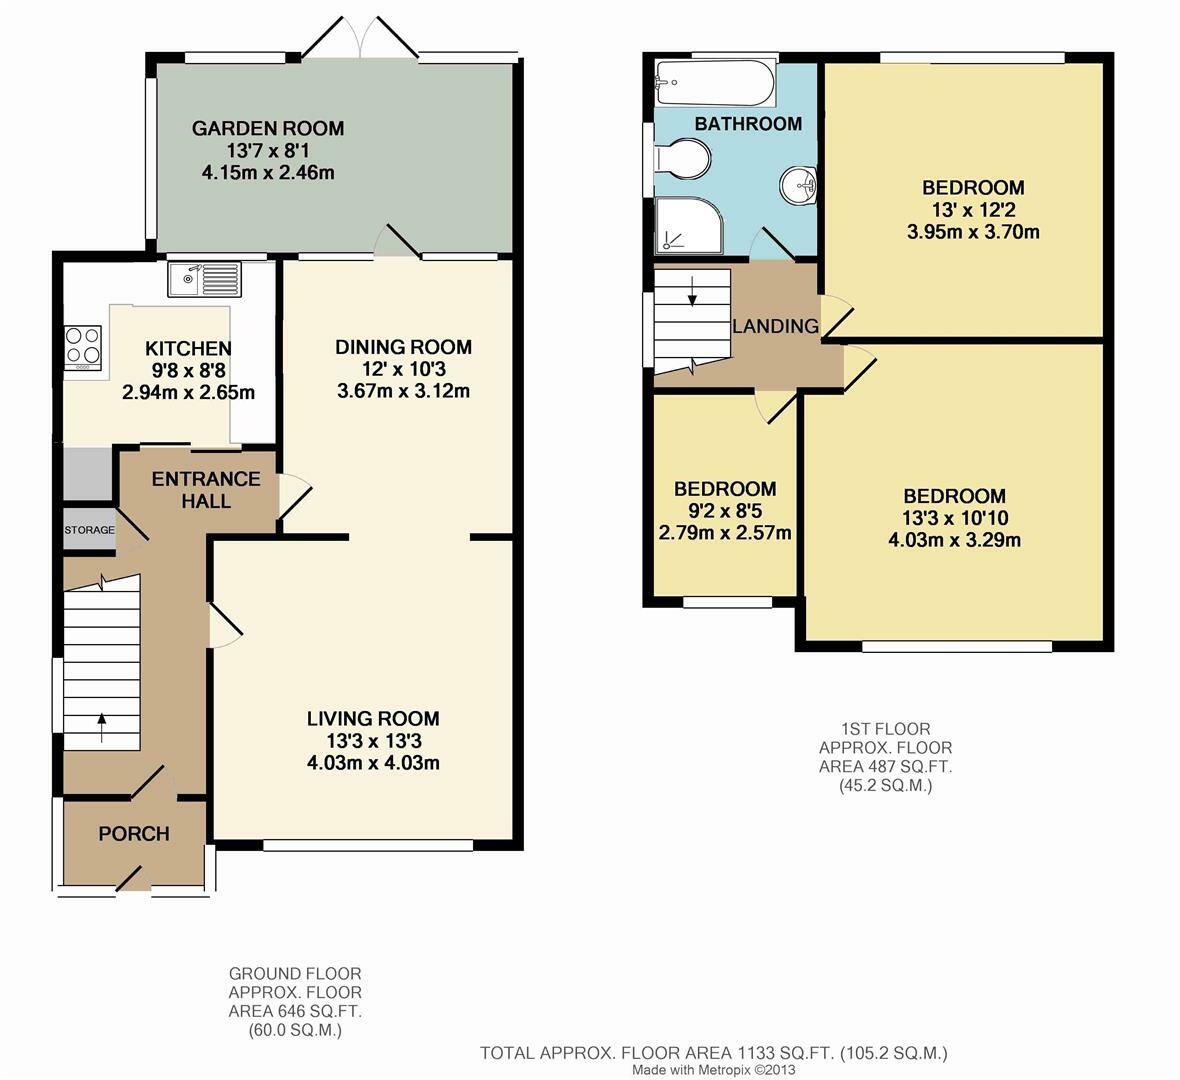 GARDEN ROOM
13'7 x 8'1
4.15m x 2.46m
KITCHEN
9'8 x 8'8
2.94m x 2.65m
DINING ROOM
12' x 10'3
3.67m x 3.12m
ENTRANCE
HALL
STORAGE
LIVING ROOM
13'3 x 13'3
4.03m x 4.03m
PORCH
GROUND FLOOR
APPROX. FLOOR
AREA 646 SQ.FT.
(60.0 SQ.M.)
BATHROOM
BEDROOM
13' x 12'2
3.95m x 3.70m
LANDING
BEDROOM
9'2 x 8'5
2.79m x 2.57m
BEDROOM
13'3 x 10'10
4.03m x 3.29m
1ST FLOOR
APPROX. FLOOR
AREA 487 SQ.FT.
(45.2 SQ.M.)
TOTAL APPROX. FLOOR AREA 1133 SQ.FT. (105.2 SQ.M.)
Made with Metropix ©2013